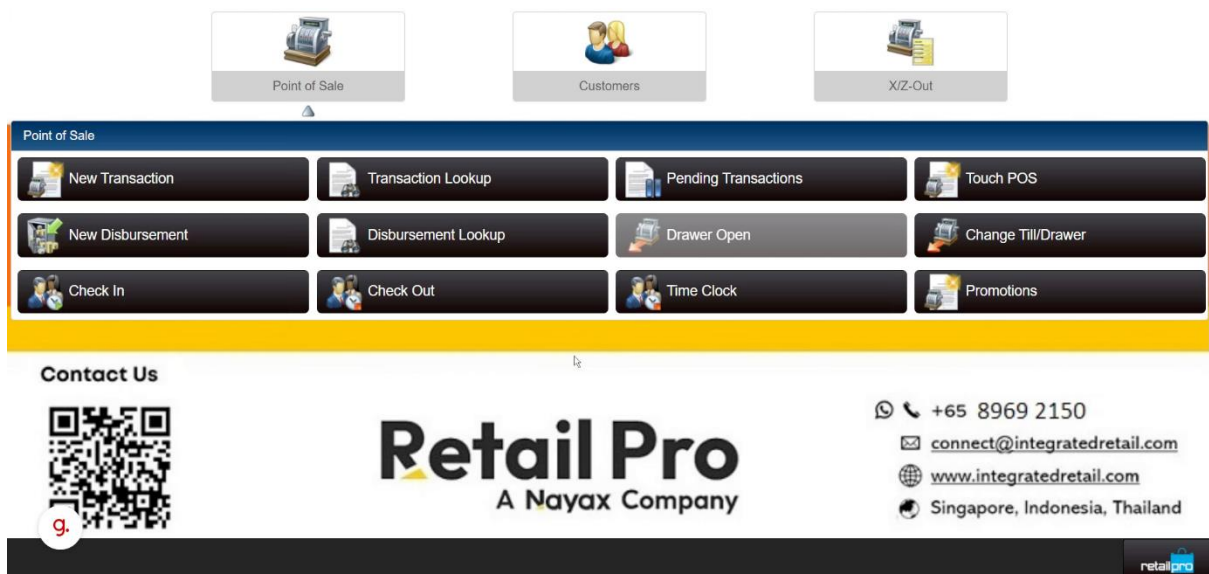 Point of Sale
Customers
X/Z-Out
Point of Sale
New Transaction
Transaction Lookup
Pending Transactions
Touch POS
New Disbursement
Disbursement Lookup
Drawer Open
Change Till/Drawer
Check In
Check Out
Time Clock
Promotions
Contact Us
g.
Retail Pro
A Nayax Company
+65 8969 2150
connect@integratedretail.com
www.integratedretail.com
Singapore, Indonesia, Thailand
retailpro